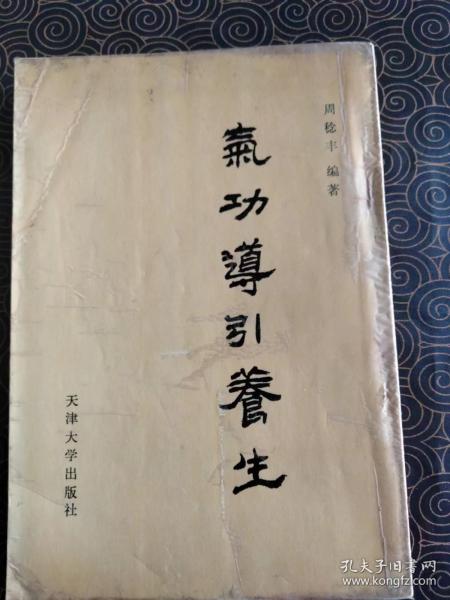 周稔丰 编著
氣功導引養生
天津大学出版社
孔夫子旧书网
www.kongfz.com